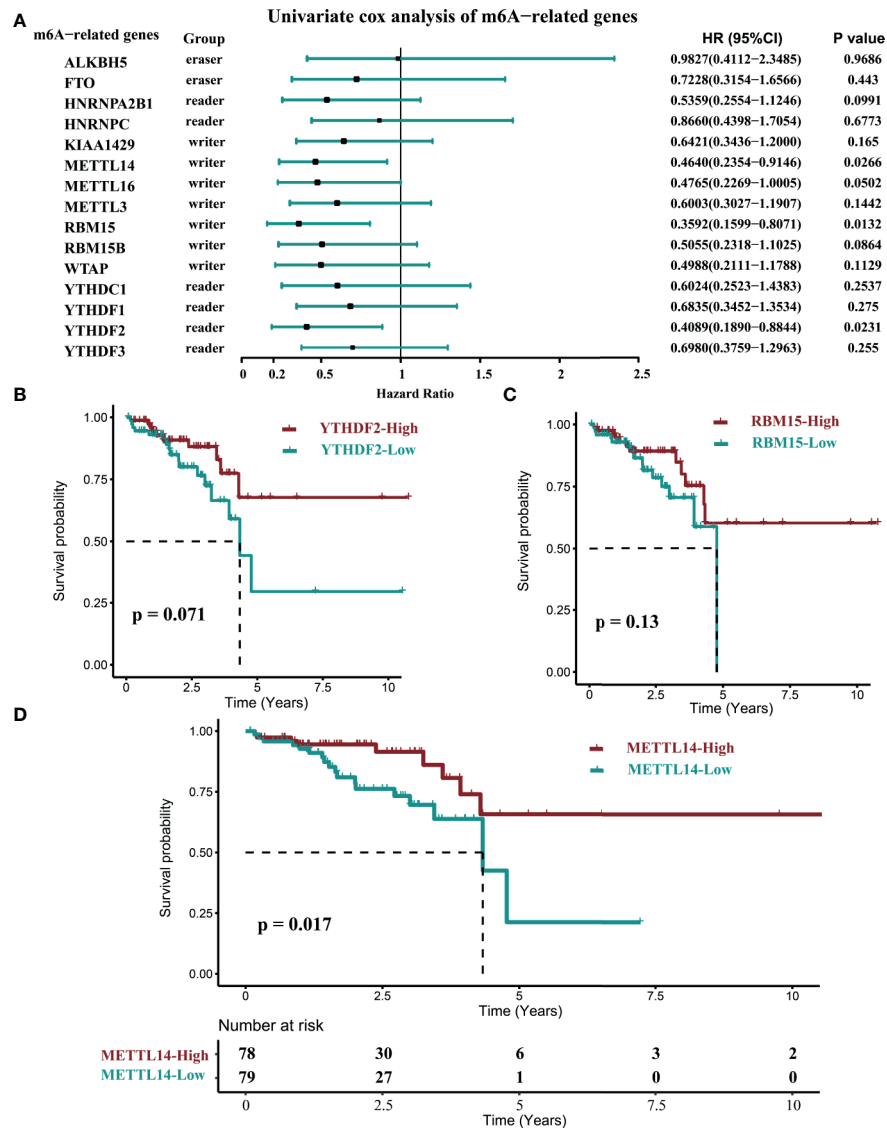 A
Univariate cox analysis of m6A−related genes
m6A−related genes Group HR (95%CI) P value
ALKBH5 eraser 0.9827(0.4112−2.3485) 0.9686
FTO eraser 0.7228(0.3154−1.6566) 0.443
HNRNPA2B1 reader 0.5359(0.2554−1.1246) 0.0991
HNRNPC reader 0.8660(0.4398−1.7054) 0.6773
KIAA1429 writer 0.6421(0.3436−1.2000) 0.165
METTL14 writer 0.4640(0.2354−0.9146) 0.0266
METTL16 writer 0.4765(0.2269−1.0005) 0.0502
METTL3 writer 0.6003(0.3027−1.1907) 0.1442
RBM15 writer 0.3592(0.1599−0.8071) 0.0132
RBM15B writer 0.5055(0.2318−1.1025) 0.0864
WTAP writer 0.4988(0.2111−1.1788) 0.1129
YTHDC1 reader 0.6024(0.2523−1.4383) 0.2537
YTHDF1 reader 0.6835(0.3452−1.3534) 0.275
YTHDF2 reader 0.4089(0.1890−0.8844) 0.0231
YTHDF3 reader 0.6980(0.3759−1.2963) 0.255
0 0.2 0.5 1 1.5 2 2.5
Hazard Ratio
B
YTHDF2-High
YTHDF2-Low
Survival probability
1.00
0.75
0.50
0.25
0.00
p = 0.071
0 2.5 5 7.5 10
Time (Years)
C
RBM15-High
RBM15-Low
Survival probability
1.00
0.75
0.50
0.25
0.00
p = 0.13
0 2.5 5 7.5 10
Time (Years)
D
METTL14-High
METTL14-Low
Survival probability
1.00
0.75
0.50
0.25
0.00
p = 0.017
0 2.5 5 7.5 10
Time (Years)
Number at risk
METTL14-High 78 30 6 3 2
METTL14-Low 79 27 1 0 0
0 2.5 5 7.5 10
Time (Years)